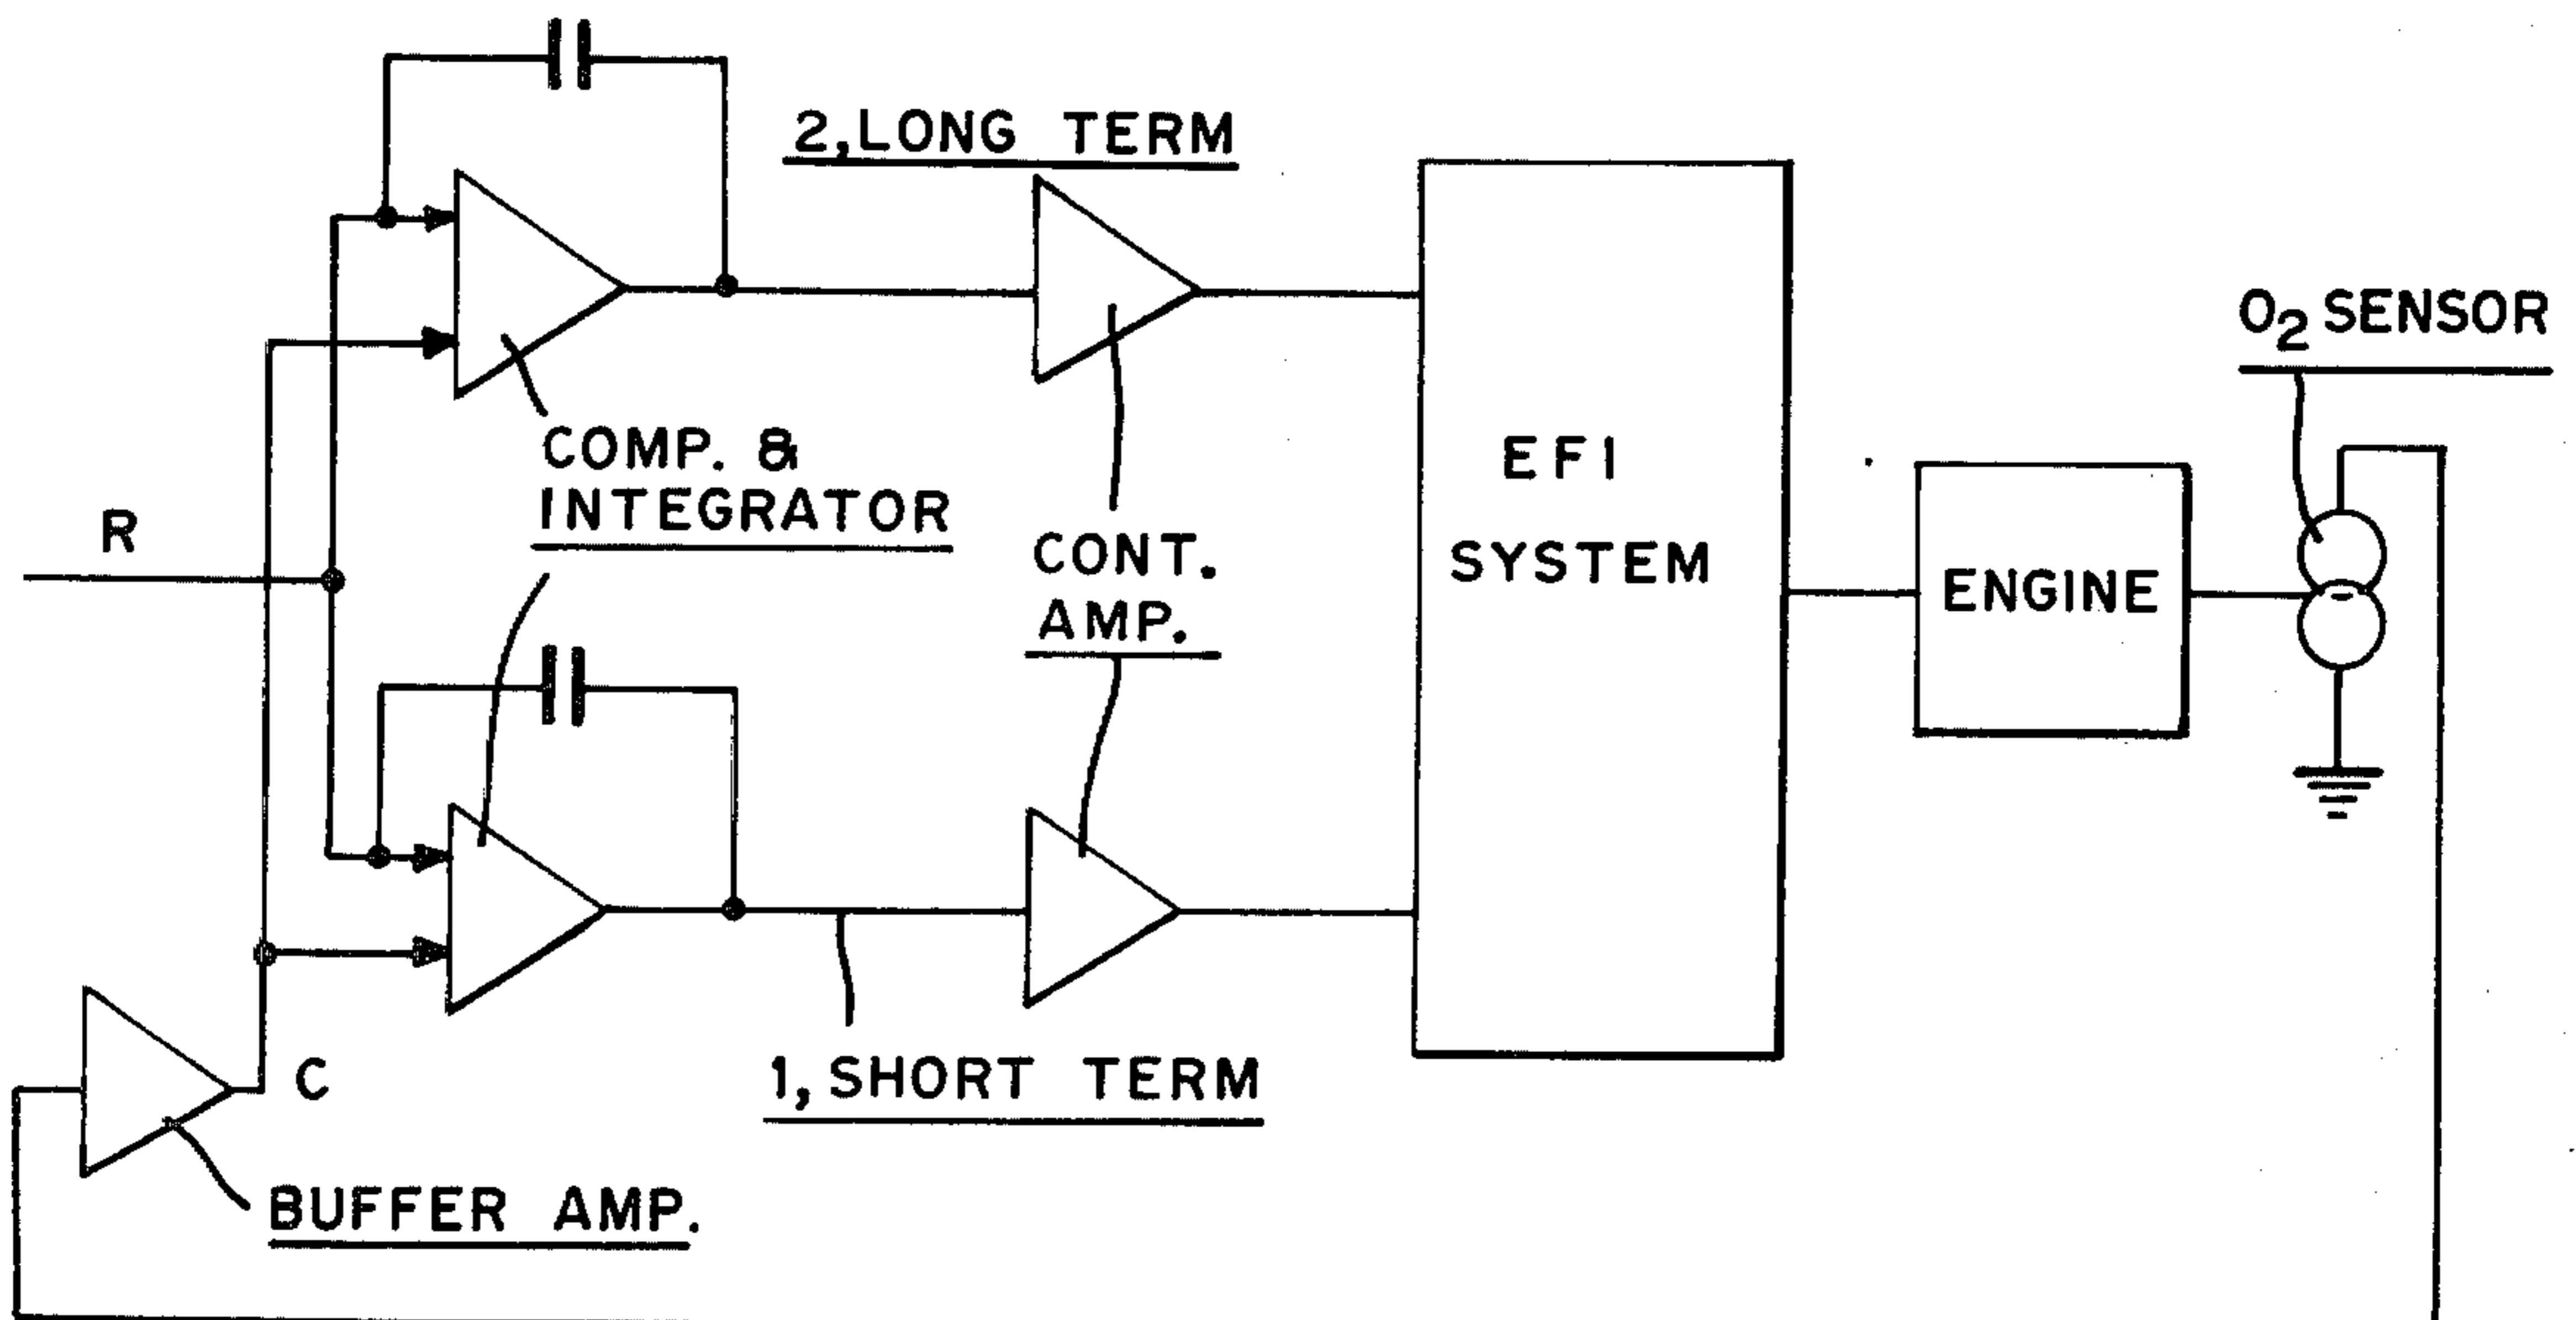 2, LONG TERM
O₂ SENSOR
COMP. &
INTEGRATOR
R
CONT.
AMP.
EFI
SYSTEM
ENGINE
C
1, SHORT TERM
BUFFER AMP.